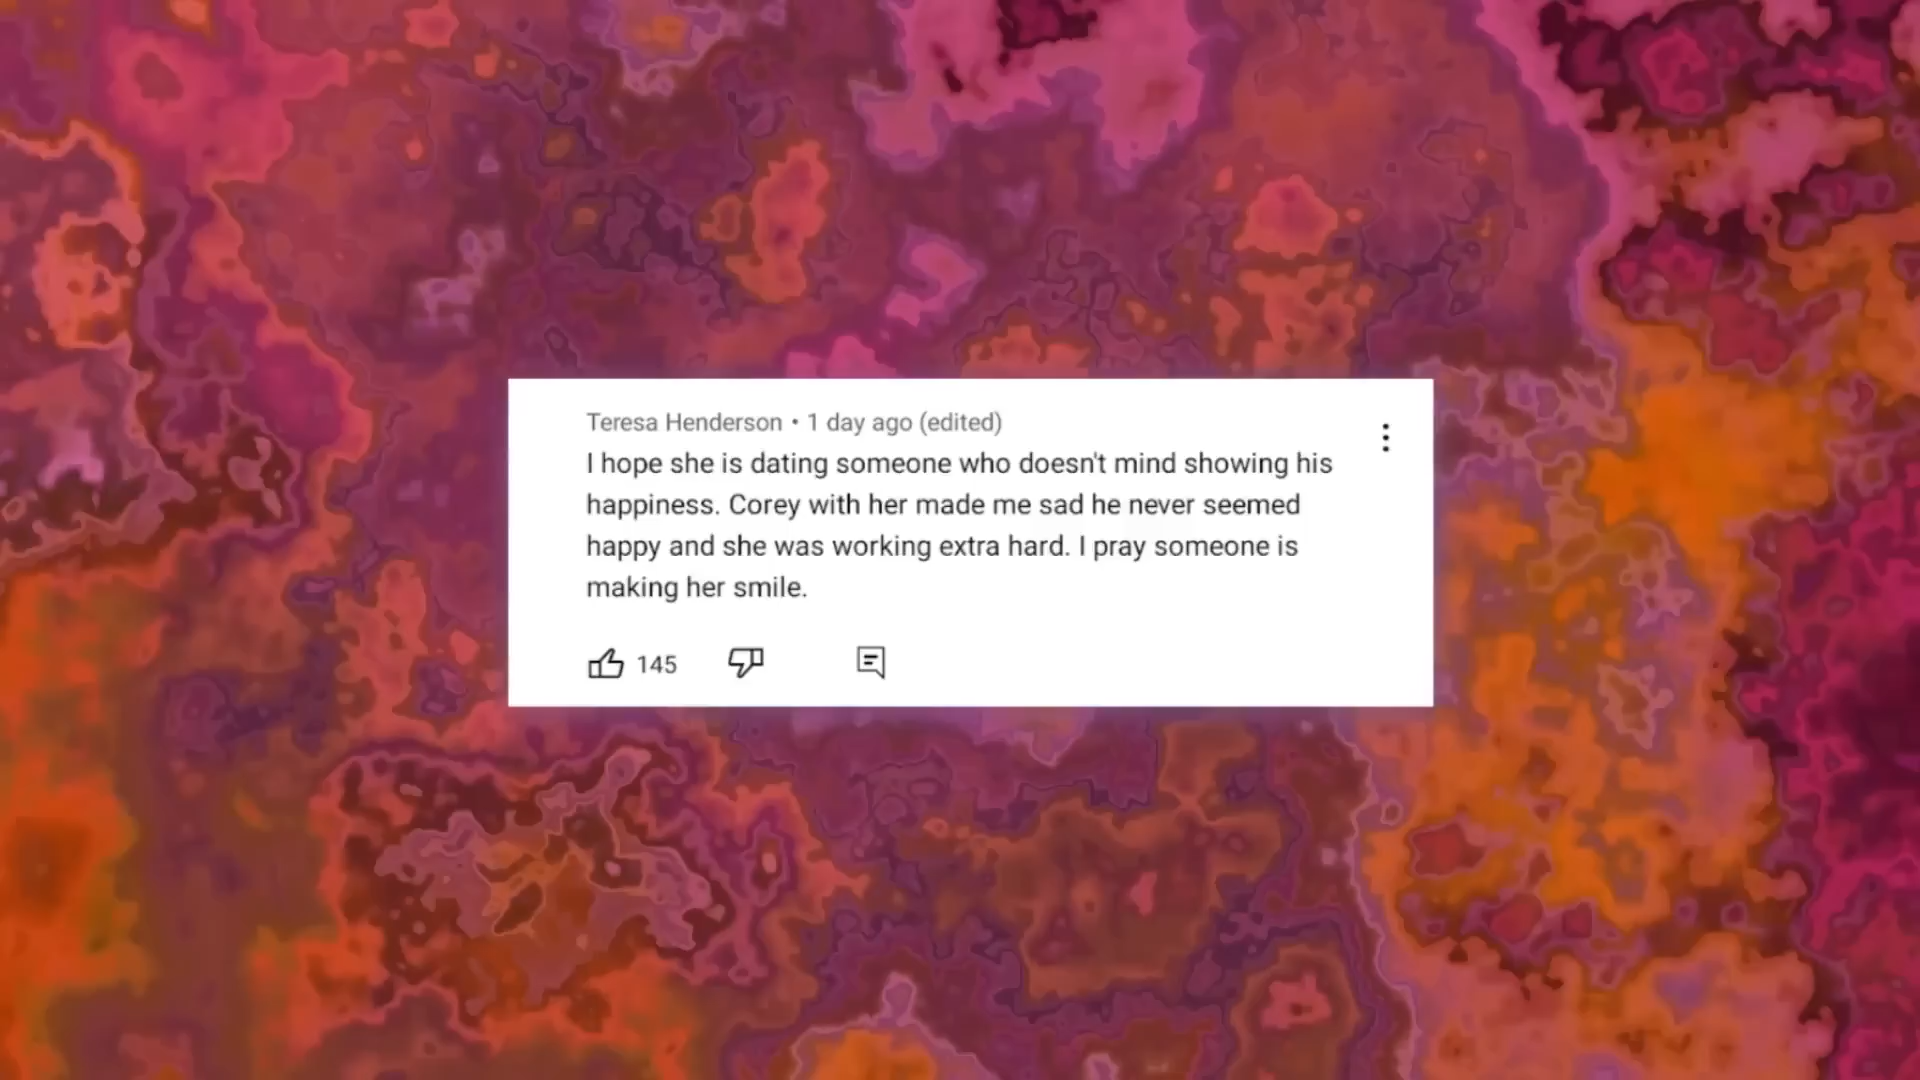 Teresa Henderson • 1 day ago (edited)
I hope she is dating someone who doesn't mind showing his
happiness. Corey with her made me sad he never seemed
happy and she was working extra hard. I pray someone is
making her smile.
145